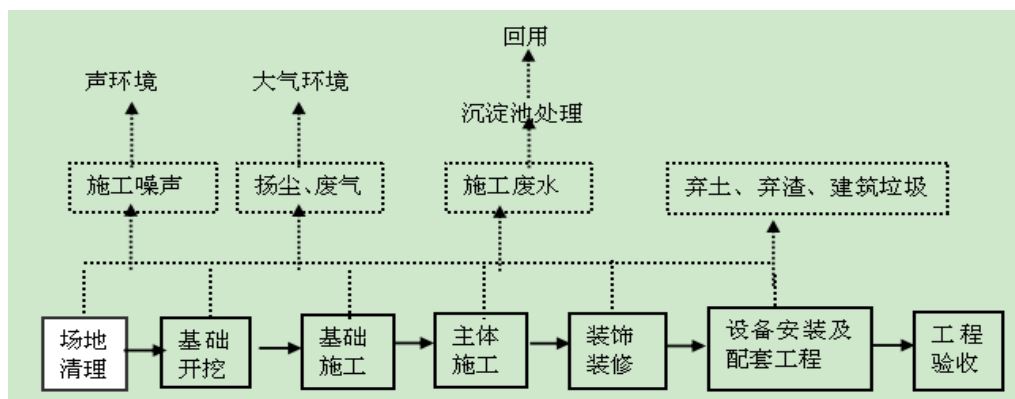 回用
声环境
大气环境
沉淀池处理
施工噪声
扬尘、废气
施工废水
弃土、弃渣、建筑垃圾
场地
清理
基础
开挖
基础
施工
主体
施工
装饰
装修
设备安装及
配套工程
工程
验收